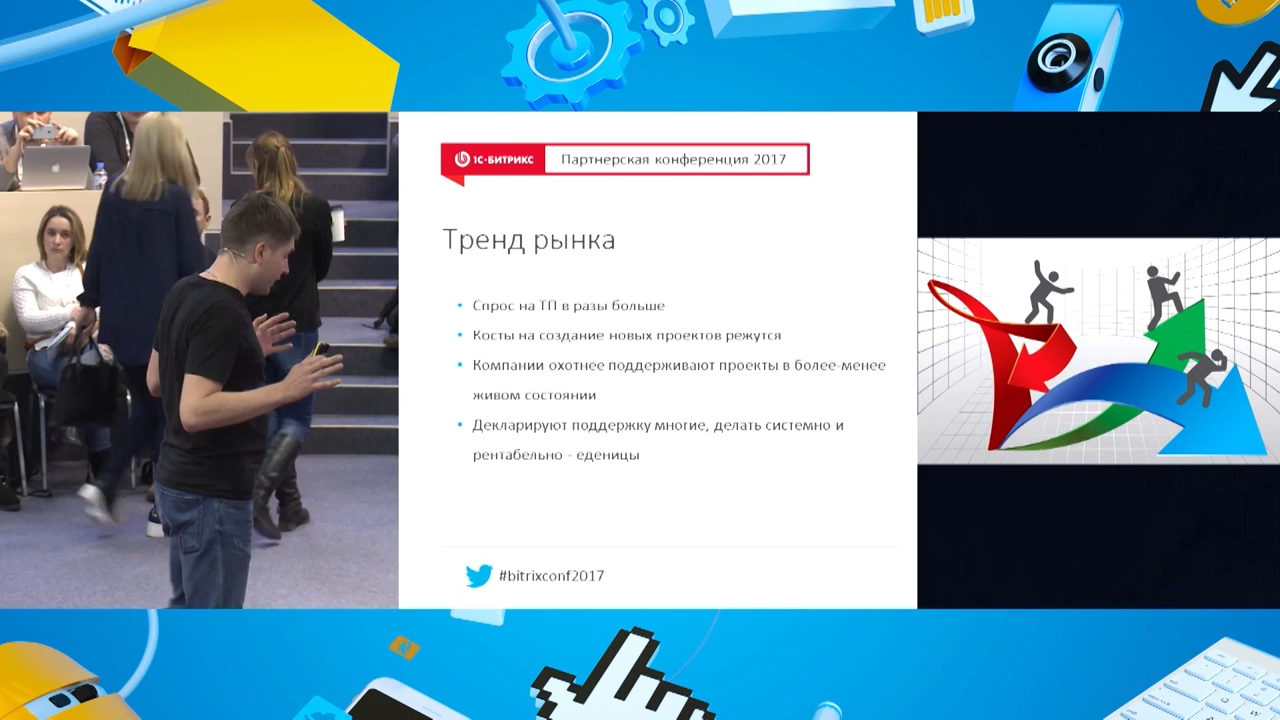 1С·БИТРИКС
Партнерская конференция 2017
Тренд рынка
Спрос на ТП в разы больше
Косты на создание новых проектов режутся
Компании охотнее поддерживают проекты в более-менее
живом состоянии
Декларируют поддержку многие, делать системно и
рентабельно - еденицы
#bitrixconf2017